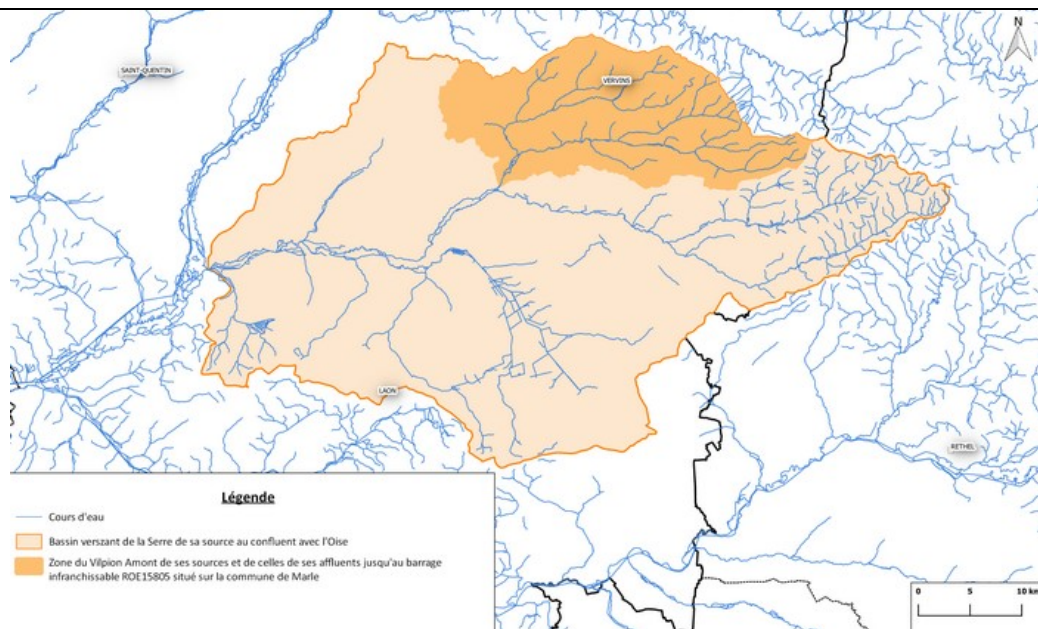 N
SAINT-QUENTIN
VERVINS
LAON
RETHEL
Légende
Cours d'eau
Bassin verszant de la Serre de sa source au confluent avec l'Oise
Zone du Vilpion Amont de ses sources et de celles de ses affluents jusqu'au barrage
infranchissable ROE15805 situé sur la commune de Marle
0 5 10 km